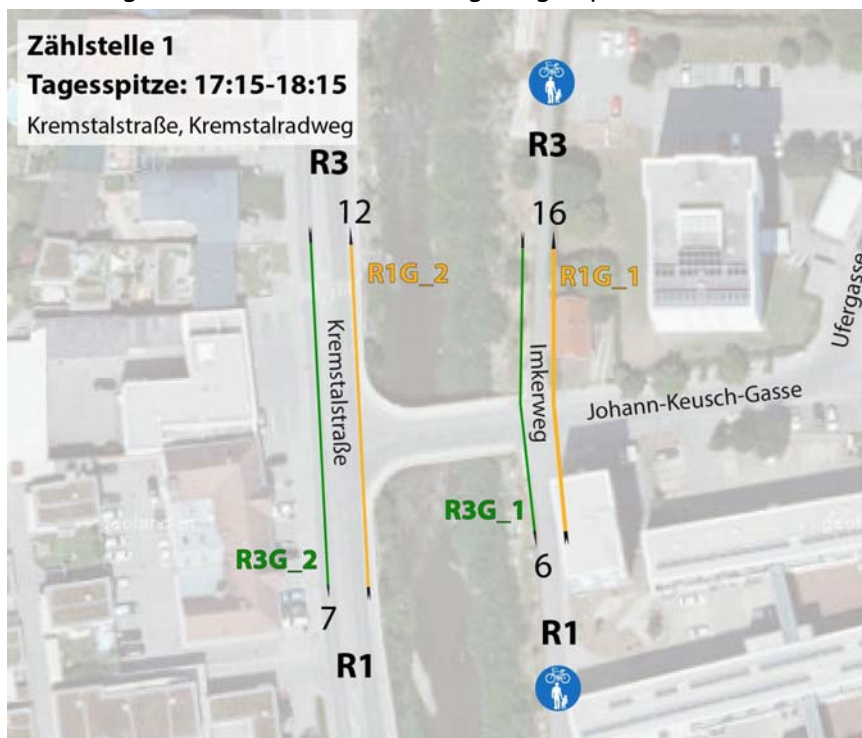 Zählstelle 1
Tagesspitze: 17:15-18:15
Kremstalstraße, Kremstalradweg
R3
R3
12
16
R1G_2
R1G_1
Kremstalstraße
Imkerweg
Ufergasse
Johann-Keusch-Gasse
R3G_1
R3G_2
6
7
R1
R1